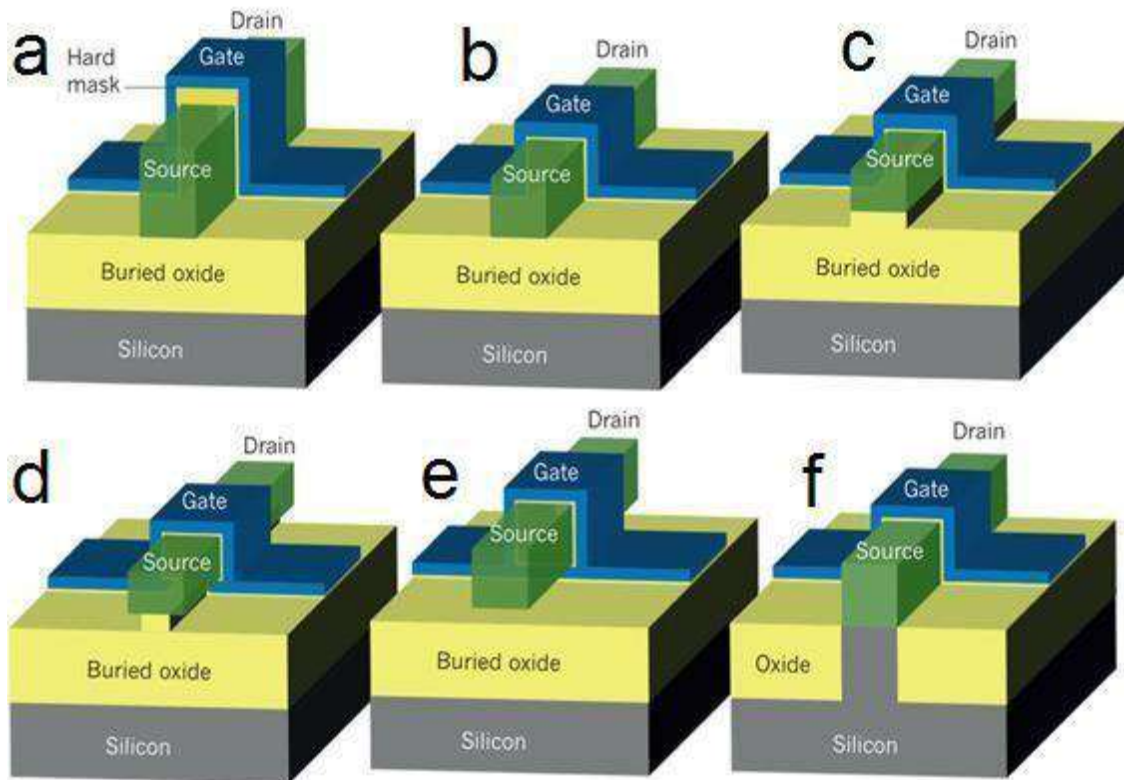 a
Drain
Gate
Hard
mask
Source
Buried oxide
Silicon
b
Drain
Gate
Source
Buried oxide
Silicon
c
Drain
Gate
Source
Buried oxide
Silicon
d
Drain
Gate
Source
Buried oxide
Silicon
e
Drain
Gate
Source
Buried oxide
Silicon
f
Drain
Gate
Source
Oxide
Silicon